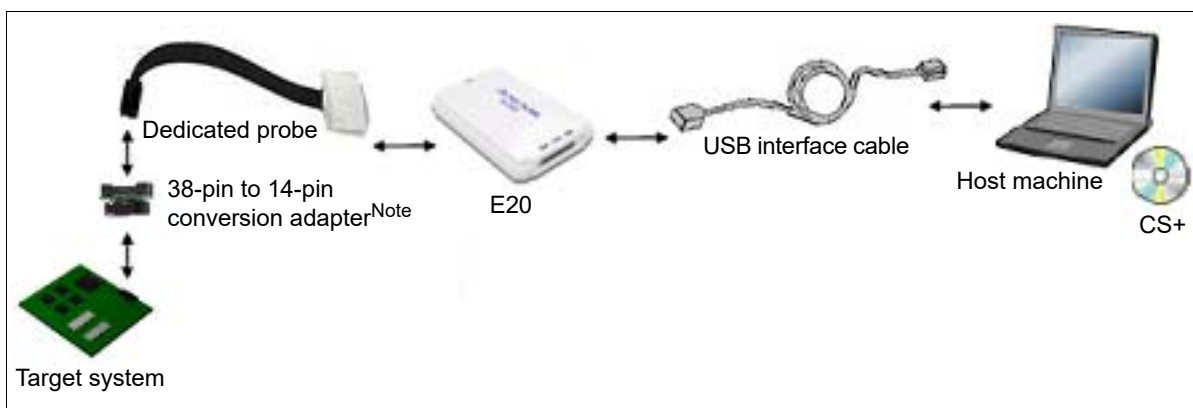 Dedicated probe
38-pin to 14-pin
conversion adapterNote
Target system
E20
USB interface cable
Host machine
CS+